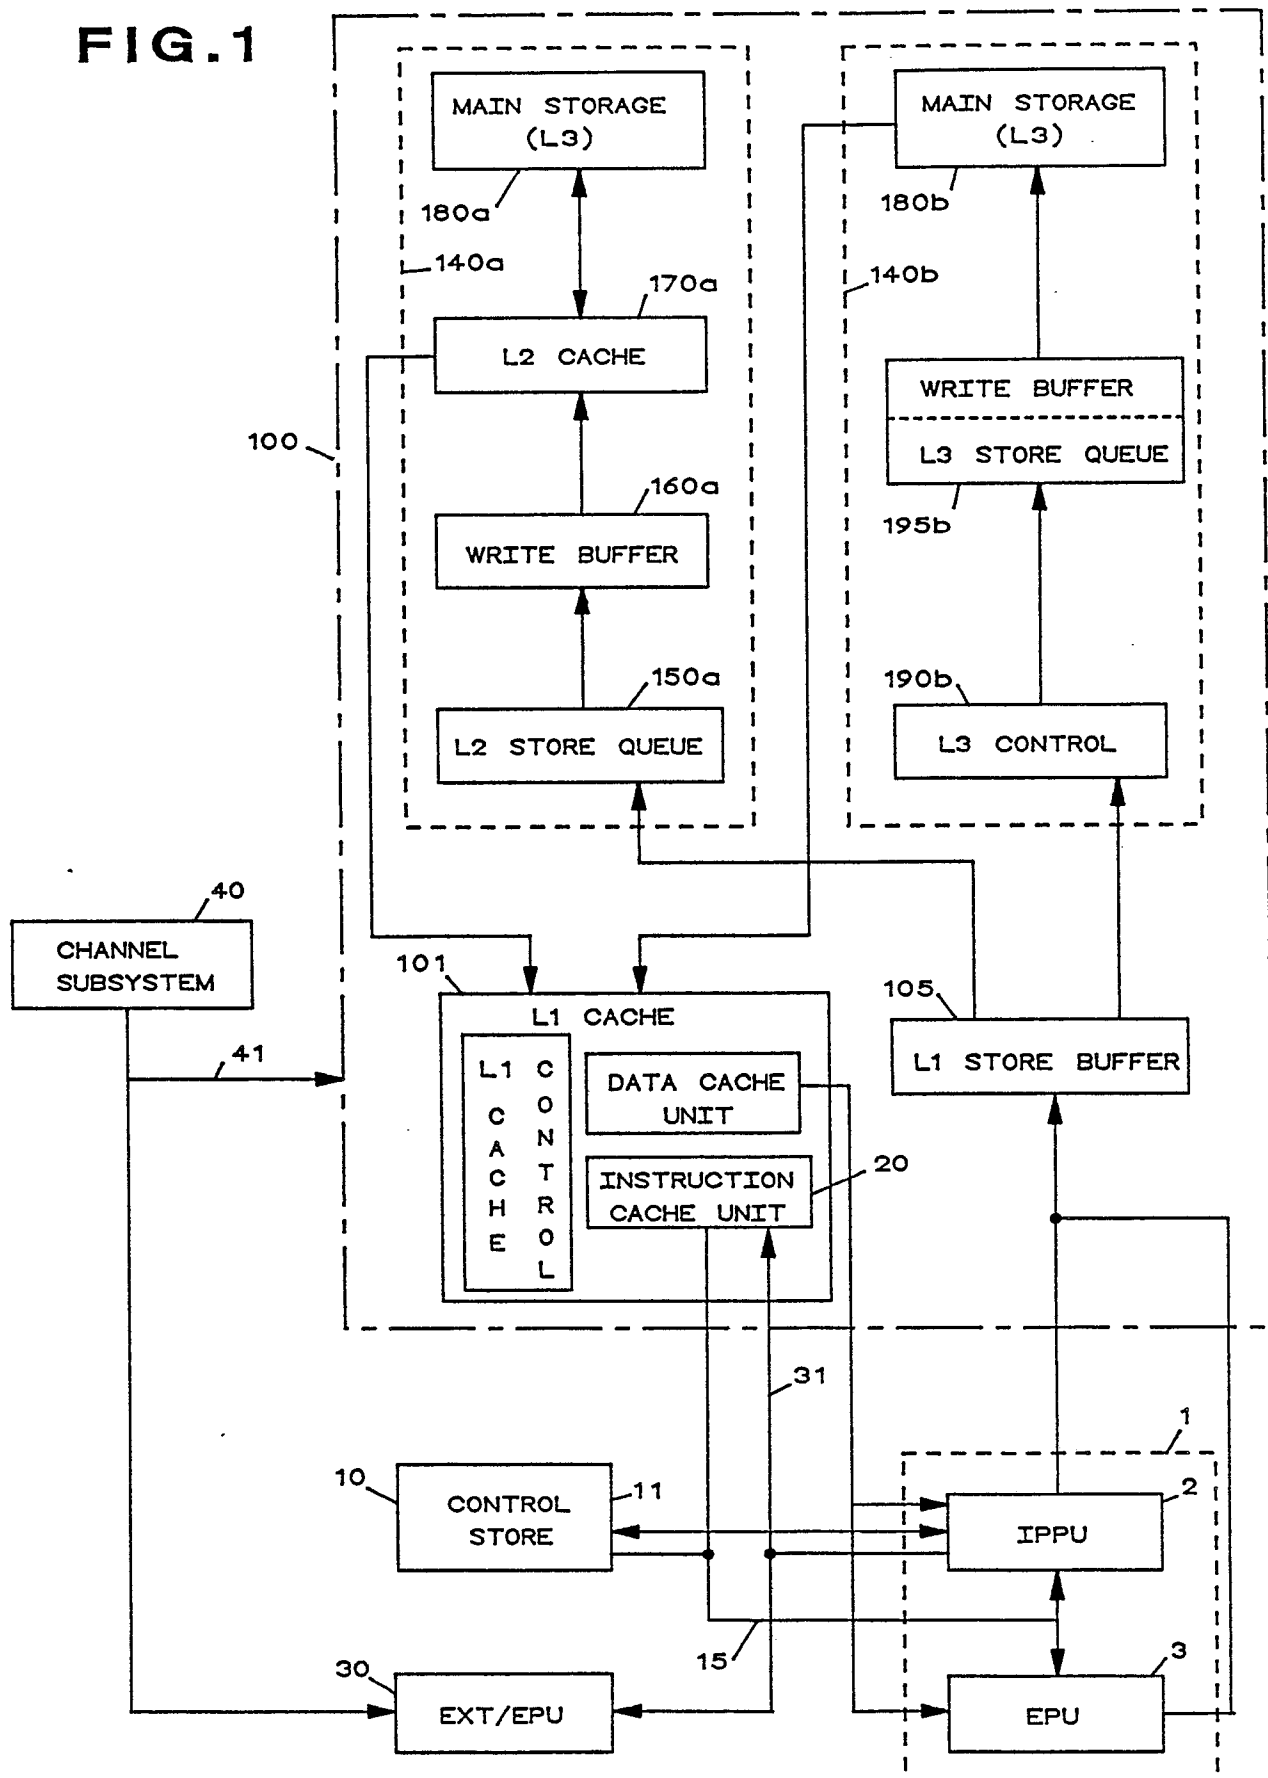 FIG.1
MAIN STORAGE
(L3)
180a
140a
170a
L2 CACHE
160a
WRITE BUFFER
150a
L2 STORE QUEUE
MAIN STORAGE
(L3)
180b
140b
WRITE BUFFER
L3 STORE QUEUE
195b
190b
L3 CONTROL
100
40
CHANNEL
SUBSYSTEM
41
101
L1 CACHE
L1 CACHE
CONTROL
DATA CACHE
UNIT
INSTRUCTION
CACHE UNIT
20
105
L1 STORE BUFFER
31
1
10
CONTROL
STORE
11
2
IPPU
15
30
EXT/EPU
3
EPU